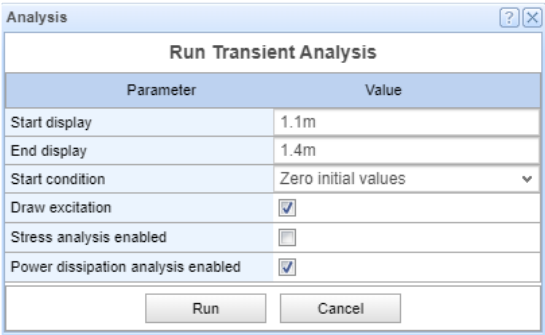 Analysis
Run Transient Analysis
Parameter Value
Start display 1.1m
End display 1.4m
Start condition Zero initial values
Draw excitation
Stress analysis enabled
Power dissipation analysis enabled
Run Cancel